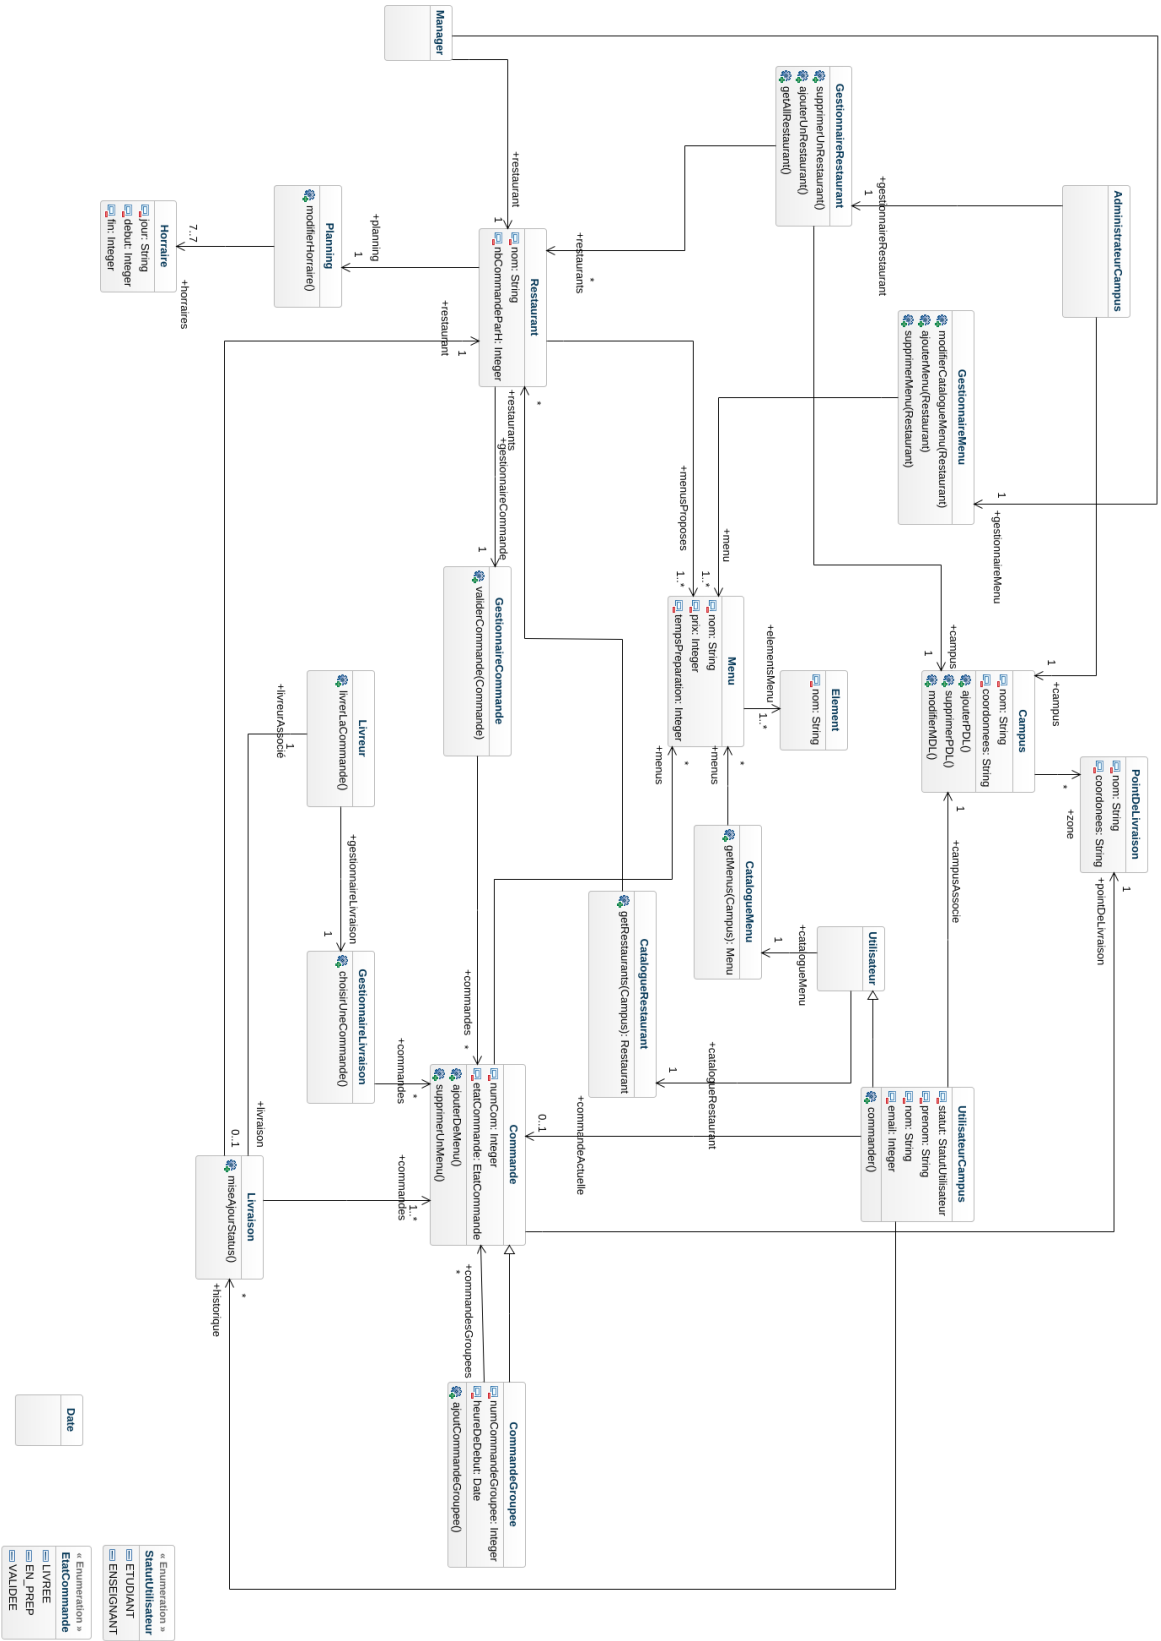 Manager
+restaurant
1
GestionnaireRestaurant
supprimerUnRestaurant()
ajouterUnRestaurant()
getAllRestaurant()
1
+gestionnaireRestaurant
AdministrateurCampus
GestionnaireMenu
modifierCatalogueMenu(Restaurant)
ajouterMenu(Restaurant)
supprimerMenu(Restaurant)
1
+gestionnaireMenu
+campus
1
1
+campus
Campus
nom: String
coordonnees: String
ajouterPDL()
supprimerPDL()
modifierMDL()
*
+zone
PointDeLivraison
nom: String
coordonees: String
1
+pointDeLivraison
1
+campusAssocie
Horraire
jour: String
debut: Integer
fin: Integer
7..7
+horraires
Planning
modifierHorraire()
+planning
1
+restaurant
1
Restaurant
nom: String
nbCommandeParH: Integer
+restaurants
*
+restaurants
*
+gestionnaireCommande
1
+menusProposes
1..*
+menu
1..*
Menu
nom: String
prix: Integer
tempsPreparation: Integer
+elementsMenu
1..*
Element
nom: String
+menus
*
+menus
*
GestionnaireCommande
validerCommande(Commande)
+commandes
*
Livreur
livrerLaCommande()
1
+livreurAssocié
+gestionnaireLivraison
1
GestionnaireLivraison
choisirUneCommande()
+commandes
*
CatalogueMenu
getMenus(Campus): Menu
CatalogueRestaurant
getRestaurants(Campus): Restaurant
Utilisateur
1
+catalogueMenu
+catalogueRestaurant
1
UtilisateurCampus
statut: StatutUtilisateur
prenom: String
nom: String
email: Integer
commander()
0..1
+commandeActuelle
Commande
numCom: Integer
etatCommande: EtatCommande
ajouterDeMenu()
supprimerUnMenu()
+livraison
0..1
Livraison
miseAjourStatus()
+commandes
1..*
*
+historique
+commandesGroupees
*
CommandeGroupee
numCommandeGroupee: Integer
heureDeDebut: Date
ajoutCommandeGroupee()
Date
« Enumeration »
StatutUtilisateur
ETUDIANT
ENSEIGNANT
« Enumeration »
EtatCommande
LIVREE
EN_PREP
VALIDEE